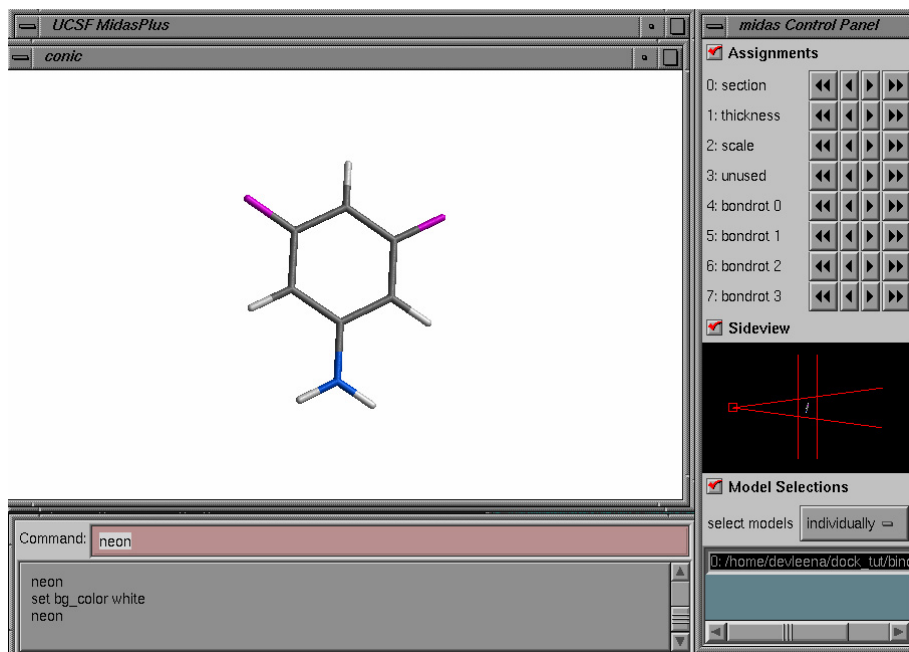 UCSF MidasPlus
conic
midas Control Panel
Assignments
0: section
1: thickness
2: scale
3: unused
4: bondrot 0
5: bondrot 1
6: bondrot 2
7: bondrot 3
Sideview
Model Selections
select models individually
0: /home/devleena/dock_tut/bind
Command: neon
neon
set bg_color white
neon